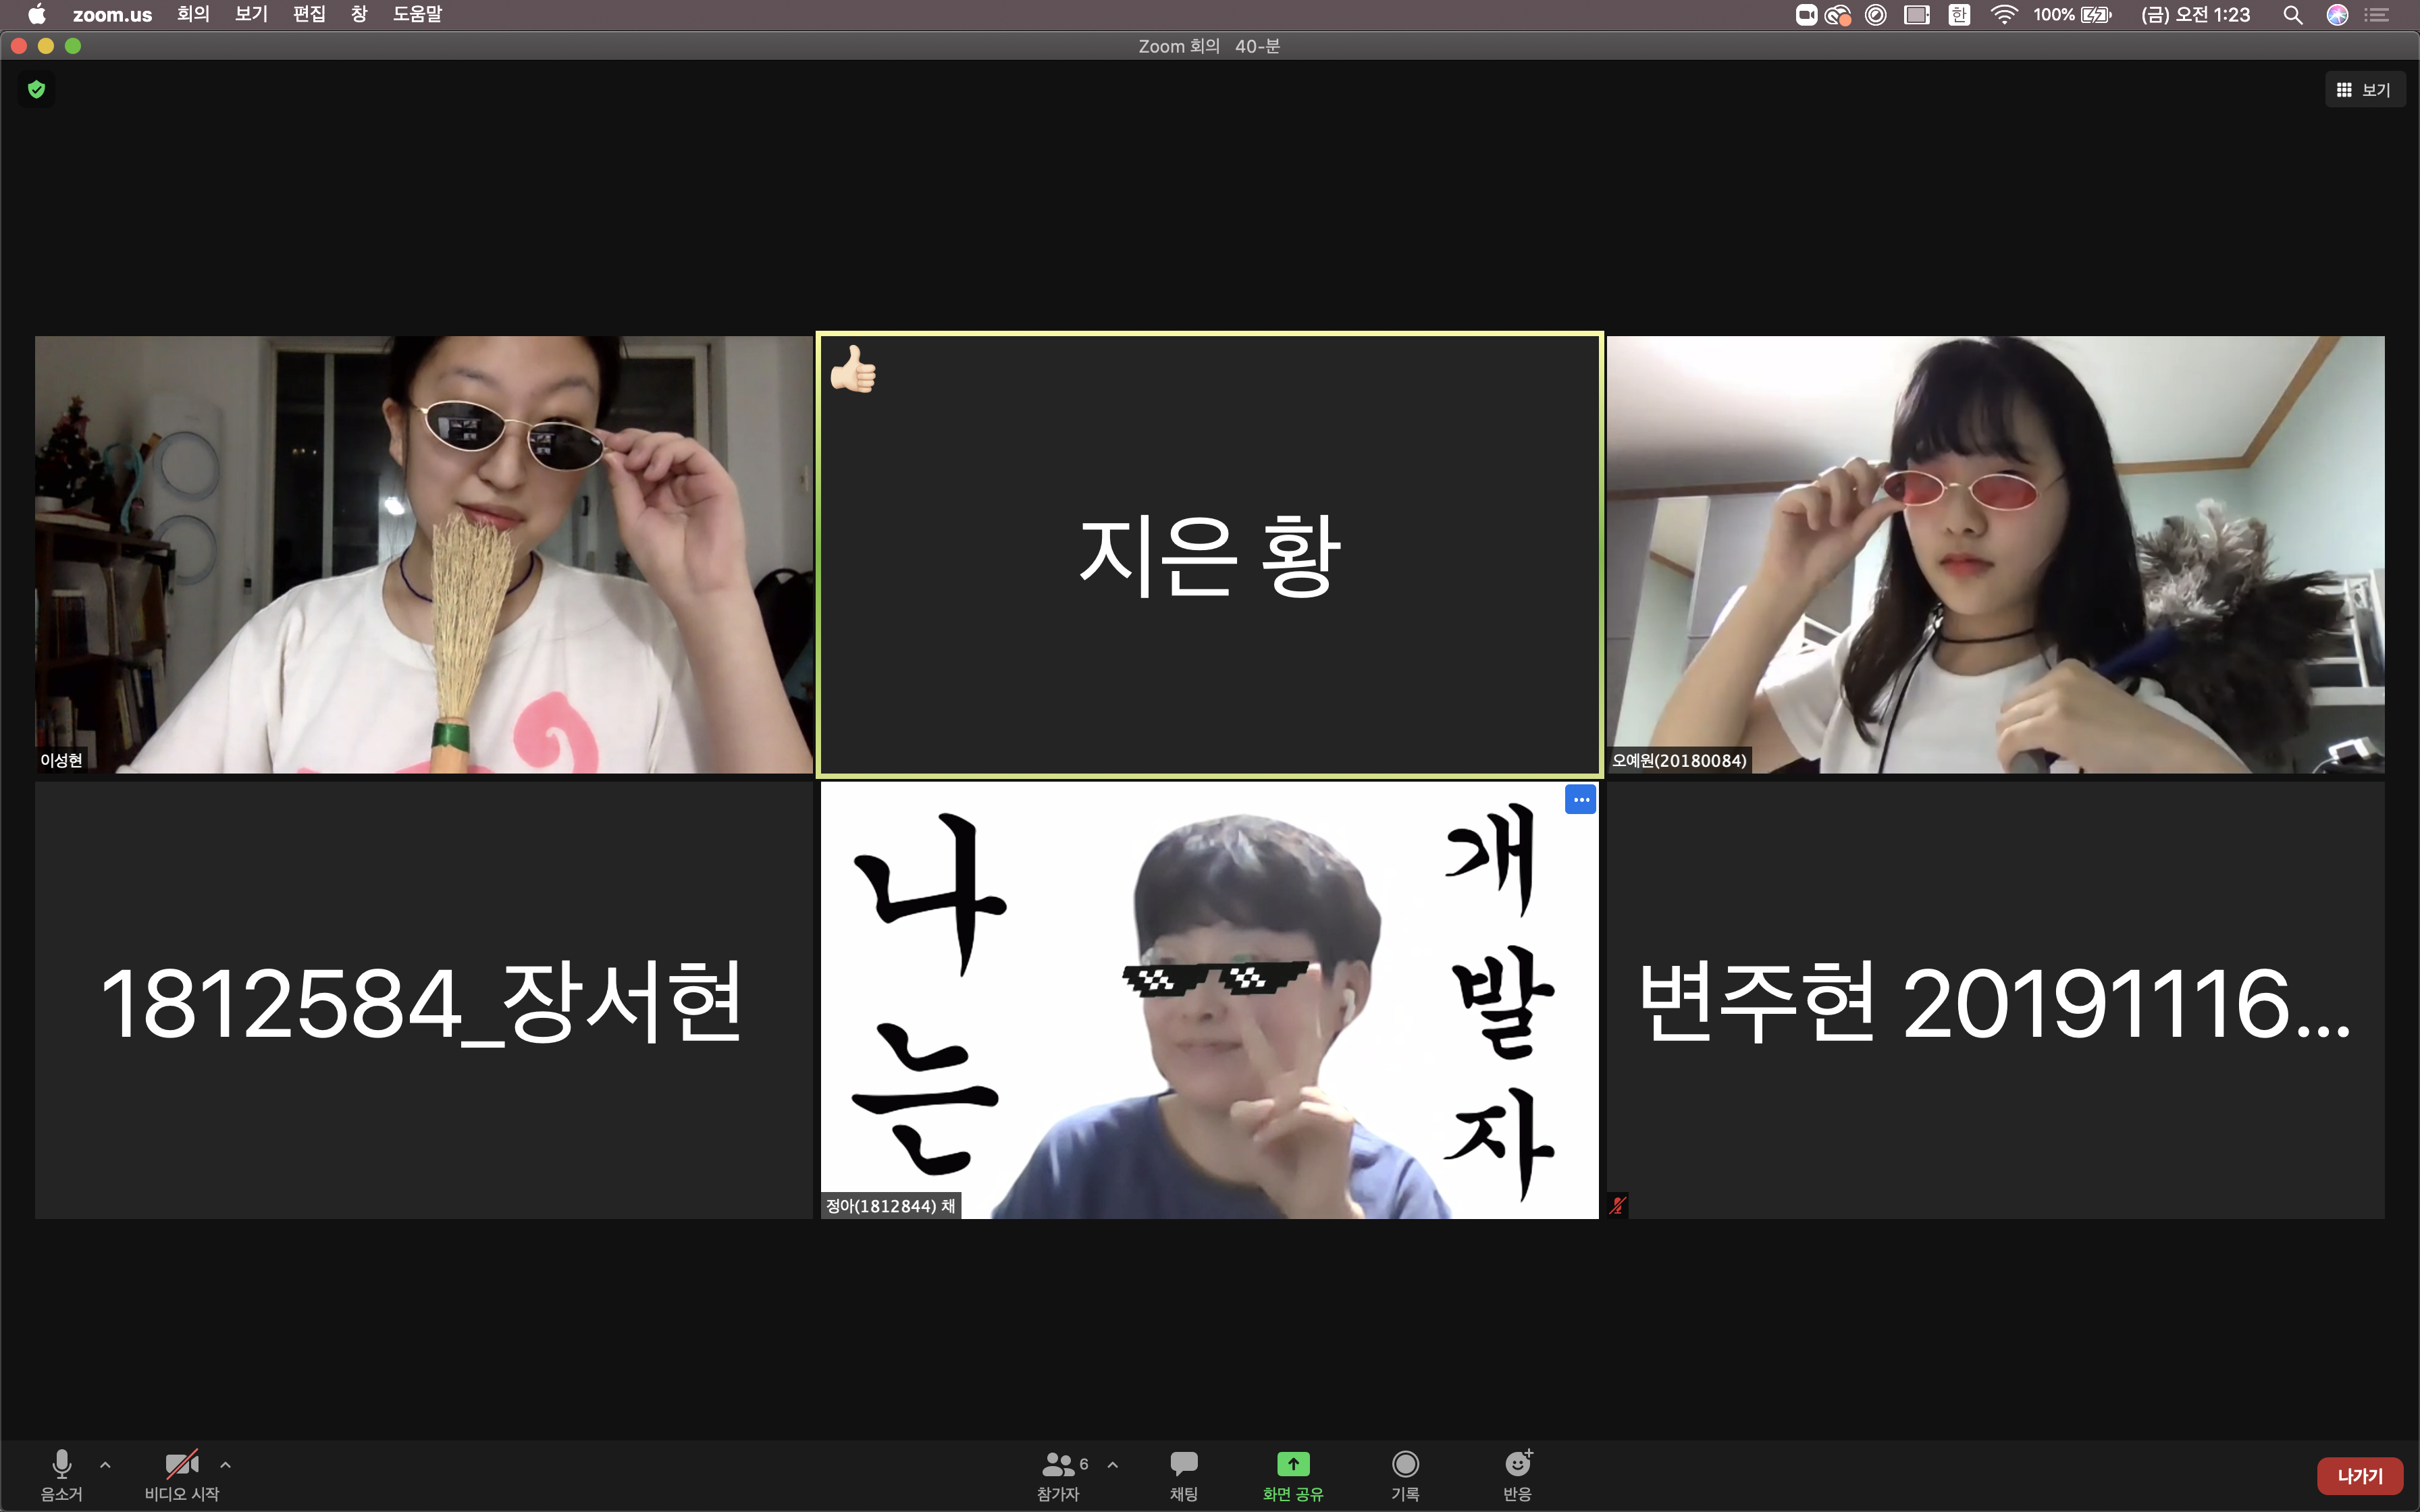 zoom.us 회의 보기 편집 창 도움말 한 100% (금) 오전 1:23
Zoom 회의 40-분
보기
지은 황
이성현
오예원(20180084)
1812584_장서현
나는
개발자
정아(1812844) 채
변주현 20191116...
음소거
비디오 시작
6
참가자
채팅
화면 공유
기록
반응
나가기